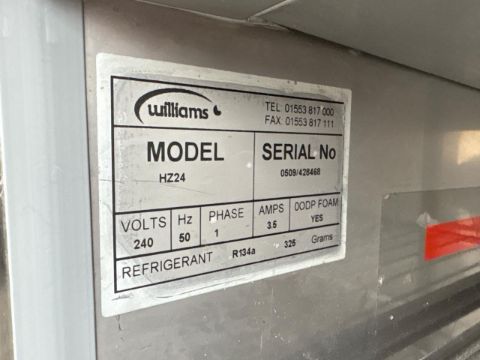 williams
TEL: 01553 817 000
FAX: 01553 817 111
MODEL
HZ24
SERIAL No
0509/428468
VOLTS
240
Hz
50
PHASE
1
AMPS
3.5
DODP FOAM
YES
REFRIGERANT R134a 325 Grams